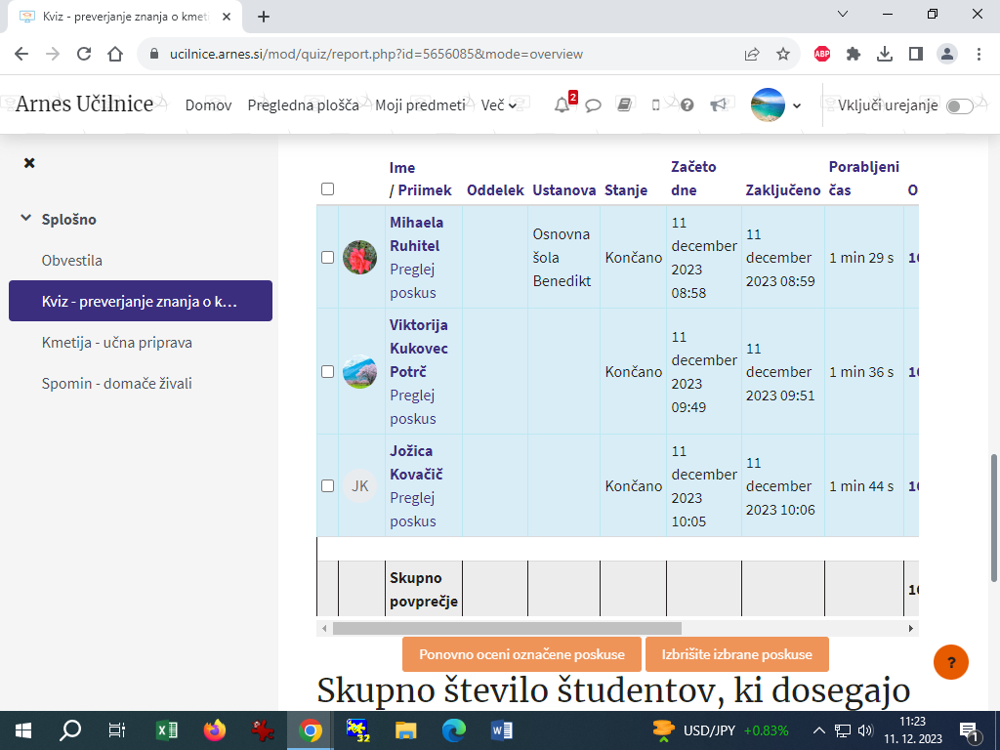 Kviz - preverjanje znanja o kmeti
ucilnice.arnes.si/mod/quiz/report.php?id=5656085&mode=overview
ABP
Arnes Učilnice
Domov
Pregledna plošča
Moji predmeti
Več
2
?
Vključi urejanje
Splošno
Obvestila
Kviz - preverjanje znanja o k...
Kmetija - učna priprava
Spomin - domače živali
Ime
/ Priimek
Oddelek
Ustanova
Stanje
Začeto
dne
Zaključeno
Porabljeni
čas
O
Mihaela
Ruhitel
Preglej
poskus
Osnovna
šola
Benedikt
Končano
11
december
2023
08:58
11
december
2023 08:59
1 min 29 s
10
Viktorija
Kukovec
Potrč
Preglej
poskus
Končano
11
december
2023
09:49
11
december
2023 09:51
1 min 36 s
10
JK
Jožica
Kovačič
Preglej
poskus
Končano
11
december
2023
10:05
11
december
2023 10:06
1 min 44 s
10
Skupno
povprečje
10
Ponovno oceni označene poskuse
Izbrišite izbrane poskuse
?
Skupno število študentov, ki dosegajo
32
USD/JPY
+0.83%
11:23
11. 12. 2023
1